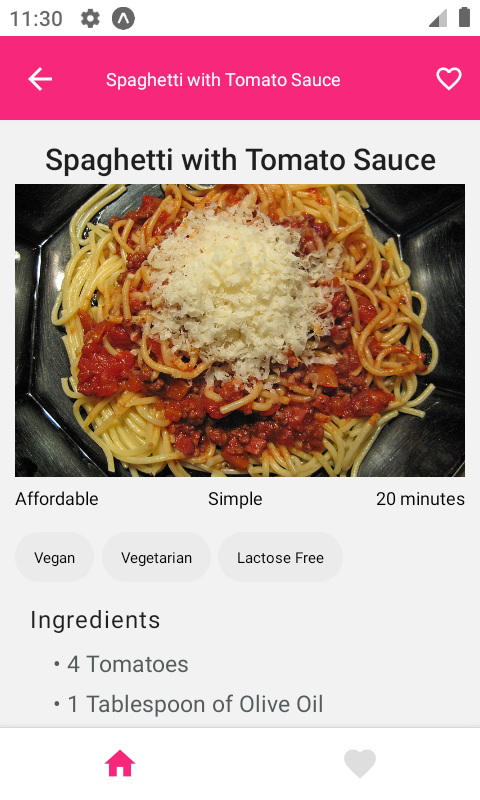 11:30
Spaghetti with Tomato Sauce
Spaghetti with Tomato Sauce
Affordable Simple 20 minutes
Vegan Vegetarian Lactose Free
Ingredients
• 4 Tomatoes
• 1 Tablespoon of Olive Oil